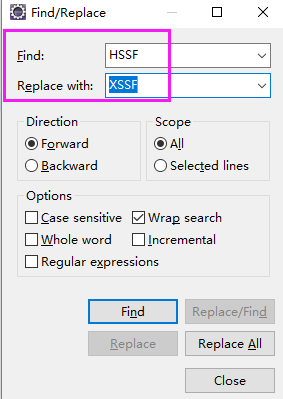 Find/Replace
Find: HSSF
Replace with: XSSF
Direction Scope
Forward All
Backward Selected lines
Options
Case sensitive Wrap search
Whole word Incremental
Regular expressions
Find Replace/Find
Replace Replace All
Close